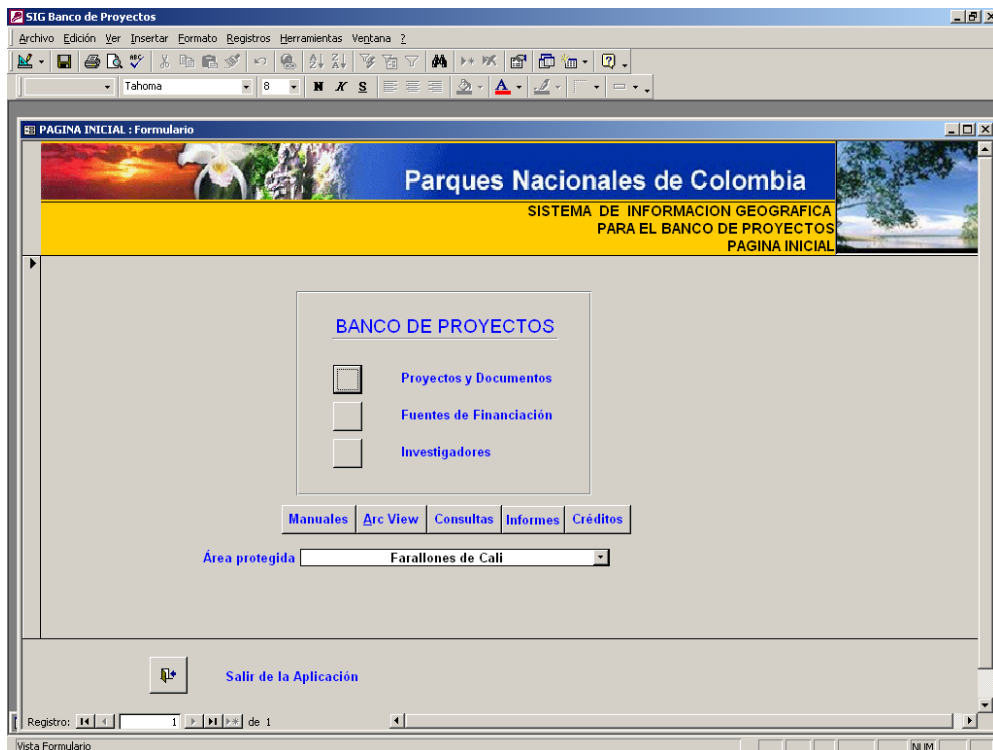 SIG Banco de Proyectos
Archivo Edición Ver Insertar Formato Registros Herramientas Ventana ?
Tahoma 8 N K S
PAGINA INICIAL : Formulario
Parques Nacionales de Colombia
SISTEMA DE INFORMACION GEOGRAFICA
PARA EL BANCO DE PROYECTOS
PAGINA INICIAL
BANCO DE PROYECTOS
Proyectos y Documentos
Fuentes de Financiación
Investigadores
Manuales Arc View Consultas Informes Créditos
Área protegida Farallones de Cali
Salir de la Aplicación
Registro: 1 de 1
Vista Formulario NUM